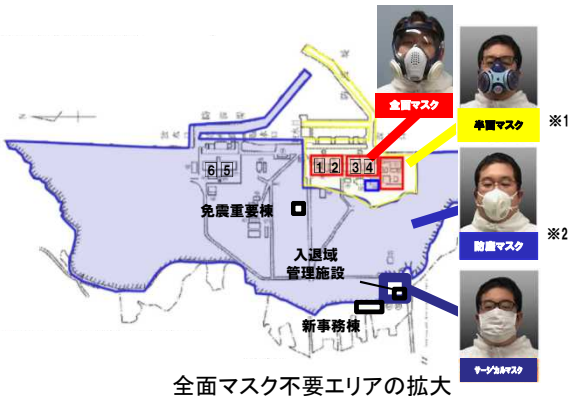 全面マスク
半面マスク
※1
6 5
1 2
3 4
免震重要棟
防塵マスク
※2
入退域
管理施設
新事務棟
サージカルマスク
全面マスク不要エリアの拡大